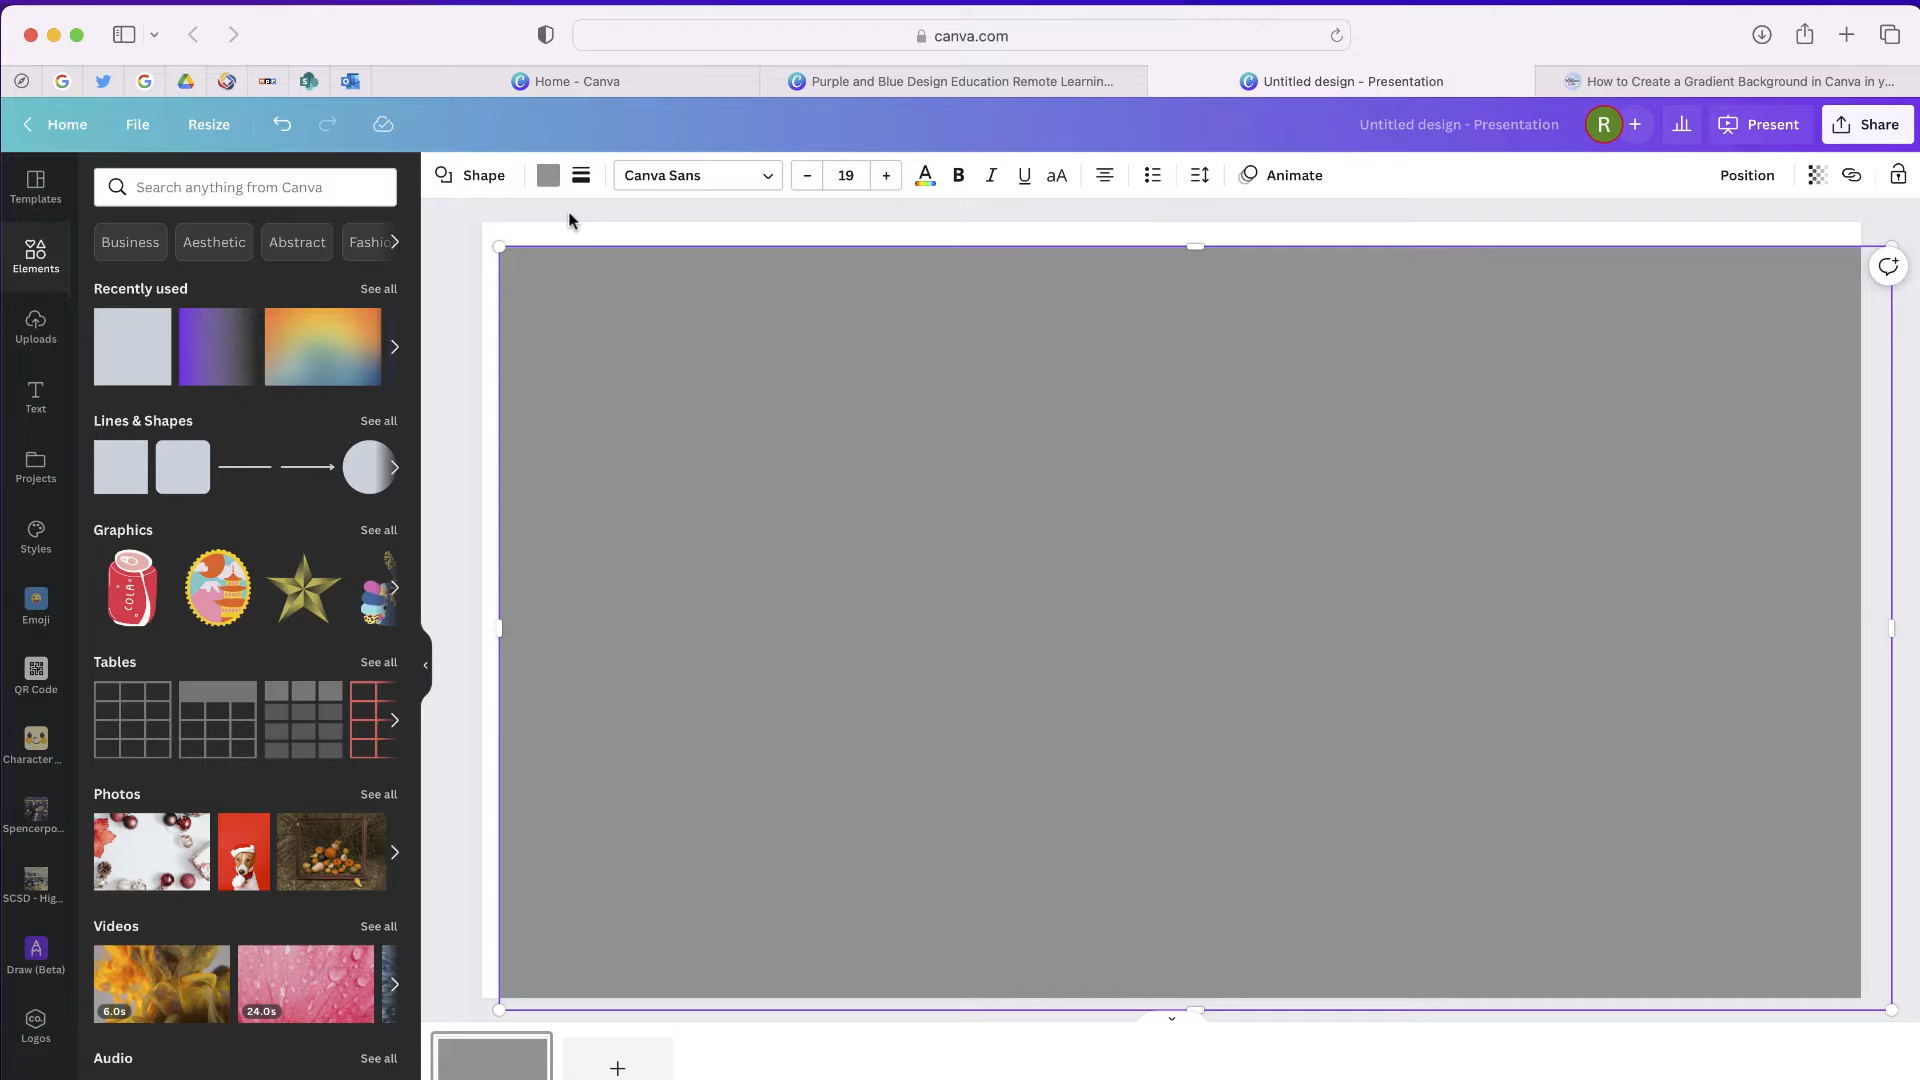 canva.com
Home - Canva
Purple and Blue Design Education Remote Learnin...
Untitled design - Presentation
How to Create a Gradient Background in Canva in y...
Home
File
Resize
Untitled design - Presentation
R
+
Present
Share
Templates
Elements
Uploads
Text
Projects
Styles
Emoji
QR Code
Character ...
Spencerpo...
SCSD - Hig...
Draw (Beta)
CO.
Logos
Search anything from Canva
Business
Aesthetic
Abstract
Fashio
Recently used
See all
Lines & Shapes
See all
Graphics
See all
COLA
Tables
See all
Photos
See all
Videos
See all
6.0s
24.0s
1
Audio
See all
Shape
Canva Sans
–
19
+
A
B
I
U
aA
Animate
Position
+